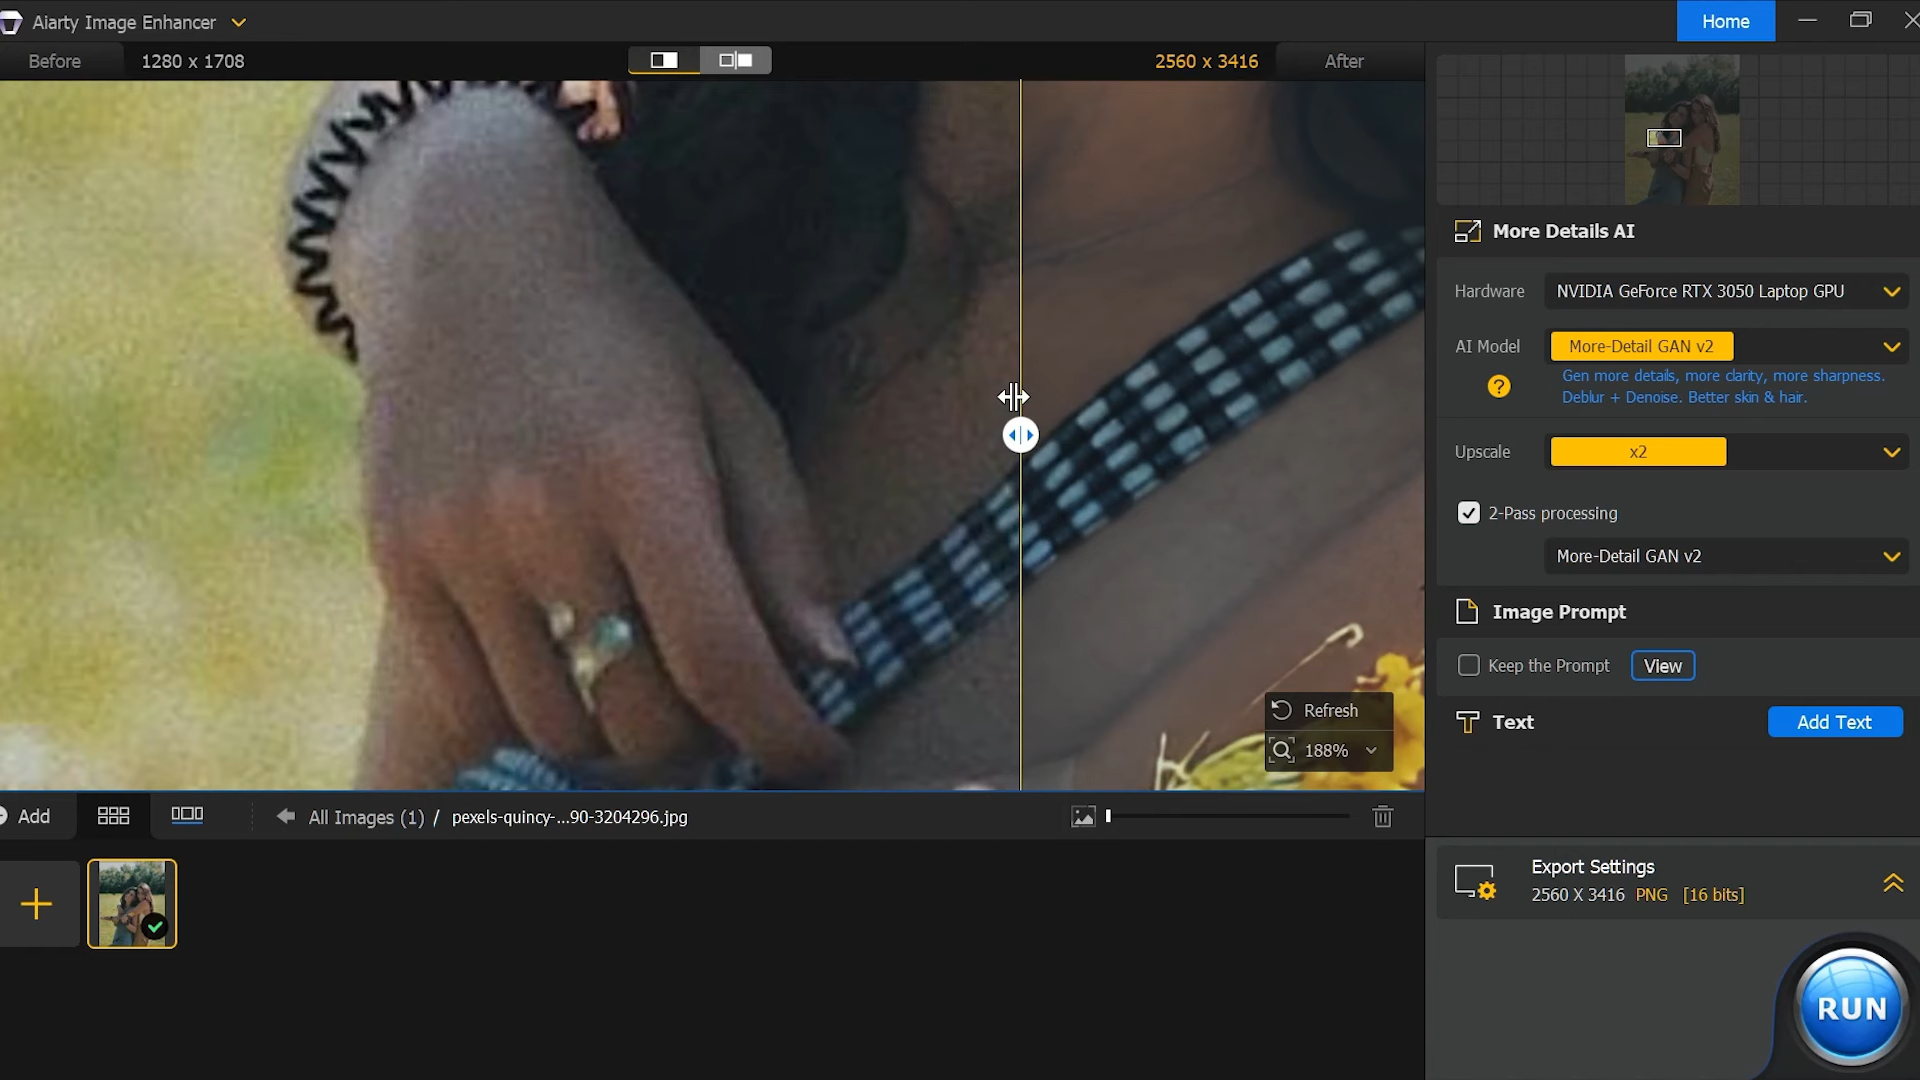 Aiarty Image Enhancer
Home
Before
1280 x 1708
2560 x 3416
After
More Details AI
Hardware
NVIDIA GeForce RTX 3050 Laptop GPU
AI Model
More-Detail GAN v2
?
Gen more details, more clarity, more sharpness.
Deblur + Denoise. Better skin & hair.
Upscale
x2
2-Pass processing
More-Detail GAN v2
Image Prompt
Keep the Prompt
View
Text
Add Text
Refresh
188%
Add
All Images (1) / pexels-quincy-...90-3204296.jpg
Export Settings
2560 X 3416 PNG [16 bits]
RUN